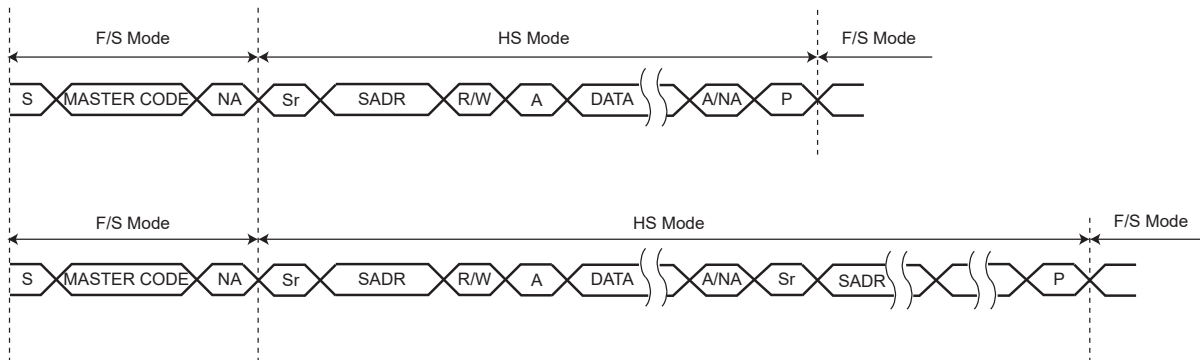 F/S Mode HS Mode F/S Mode
S MASTER CODE NA Sr SADR R/W A DATA A/NA P
F/S Mode HS Mode F/S Mode
S MASTER CODE NA Sr SADR R/W A DATA A/NA Sr SADR P